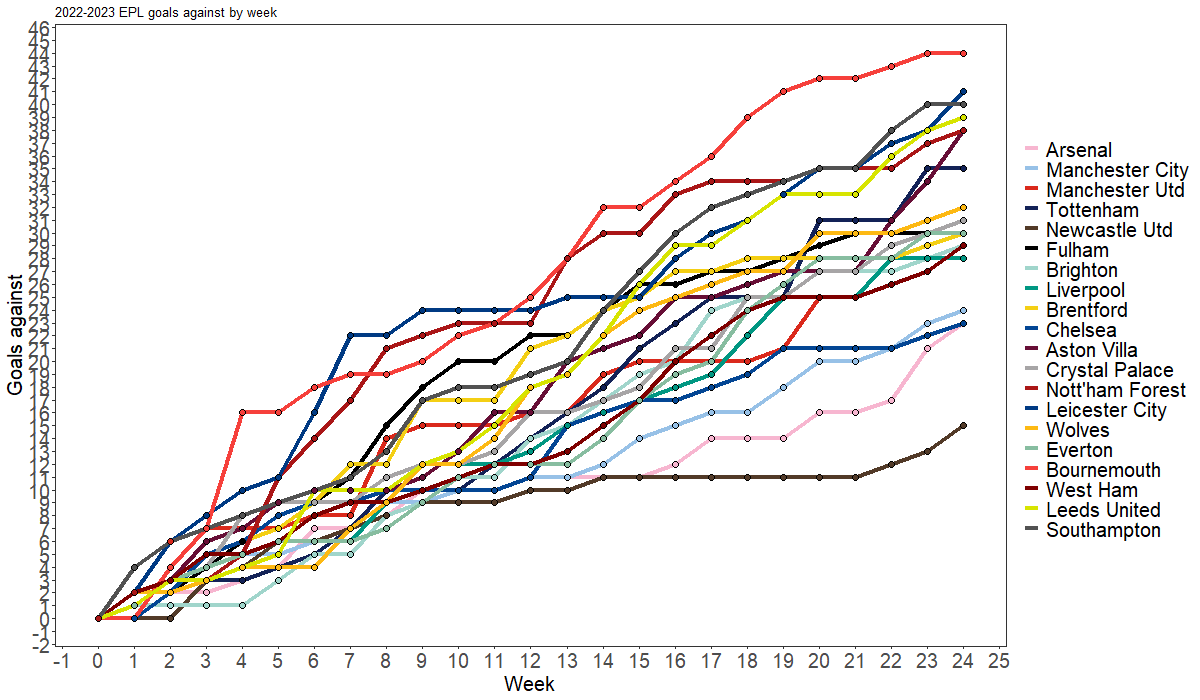 2022-2023 EPL goals against by week
Goals against
46
45
44
43
42
41
40
39
38
37
36
35
34
33
32
31
30
29
28
27
26
25
24
23
22
21
20
19
18
17
16
15
14
13
12
11
10
9
8
7
6
5
4
3
2
1
0
-1
-2
-1 0 1 2 3 4 5 6 7 8 9 10 11 12 13 14 15 16 17 18 19 20 21 22 23 24 25
Week
Arsenal
Manchester City
Manchester Utd
Tottenham
Newcastle Utd
Fulham
Brighton
Liverpool
Brentford
Chelsea
Aston Villa
Crystal Palace
Nott'ham Forest
Leicester City
Wolves
Everton
Bournemouth
West Ham
Leeds United
Southampton